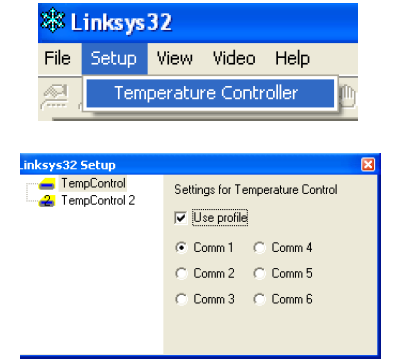 Linksys32
File Setup View Video Help
Temperature Controller
Linksys32 Setup
TempControl
TempControl 2
Settings for Temperature Control
Use profile
Comm 1 Comm 4
Comm 2 Comm 5
Comm 3 Comm 6